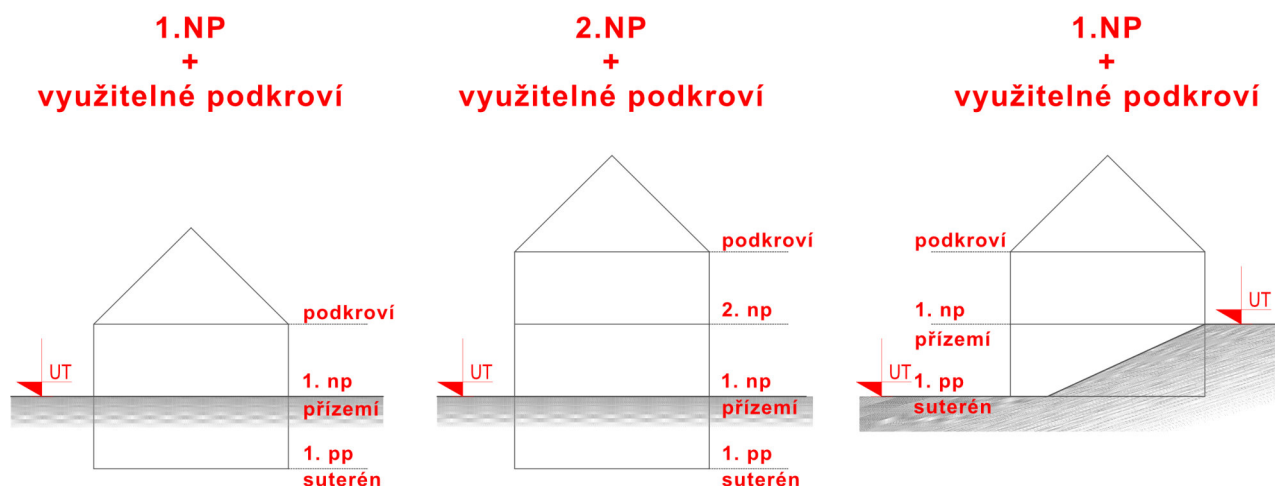 1.NP
+
využitelné podkroví
podkroví
UT
1. np
přízemí
1. pp
suterén
2.NP
+
využitelné podkroví
podkroví
2. np
UT
1. np
přízemí
1. pp
suterén
1.NP
+
využitelné podkroví
podkroví
1. np
UT
přízemí
UT
1. pp
suterén